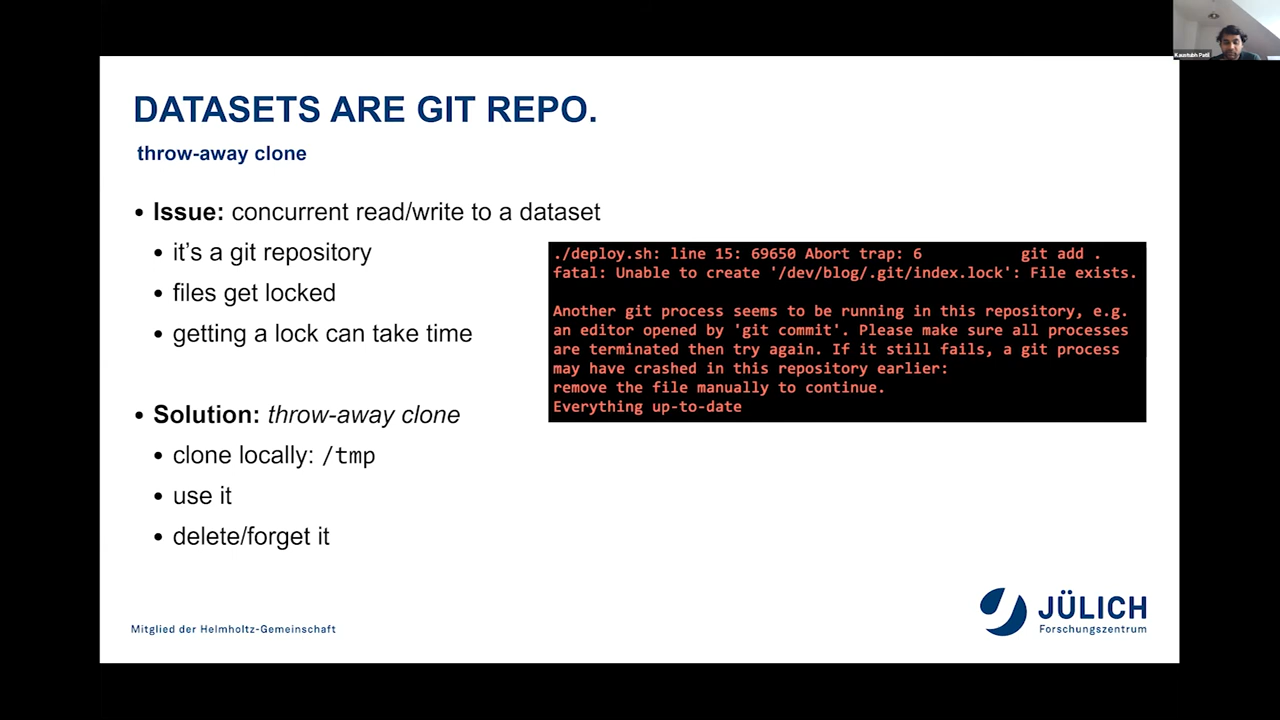 Kaustubh Patil
DATASETS ARE GIT REPO.
throw-away clone
• Issue: concurrent read/write to a dataset
• it's a git repository
• files get locked
• getting a lock can take time
./deploy.sh: line 15: 69650 Abort trap: 6 git add .
fatal: Unable to create '/dev/blog/.git/index.lock': File exists.
Another git process seems to be running in this repository, e.g.
an editor opened by 'git commit'. Please make sure all processes
are terminated then try again. If it still fails, a git process
may have crashed in this repository earlier:
remove the file manually to continue.
Everything up-to-date
• Solution: throw-away clone
• clone locally: /tmp
• use it
• delete/forget it
Mitglied der Helmholtz-Gemeinschaft
JÜLICH
Forschungszentrum